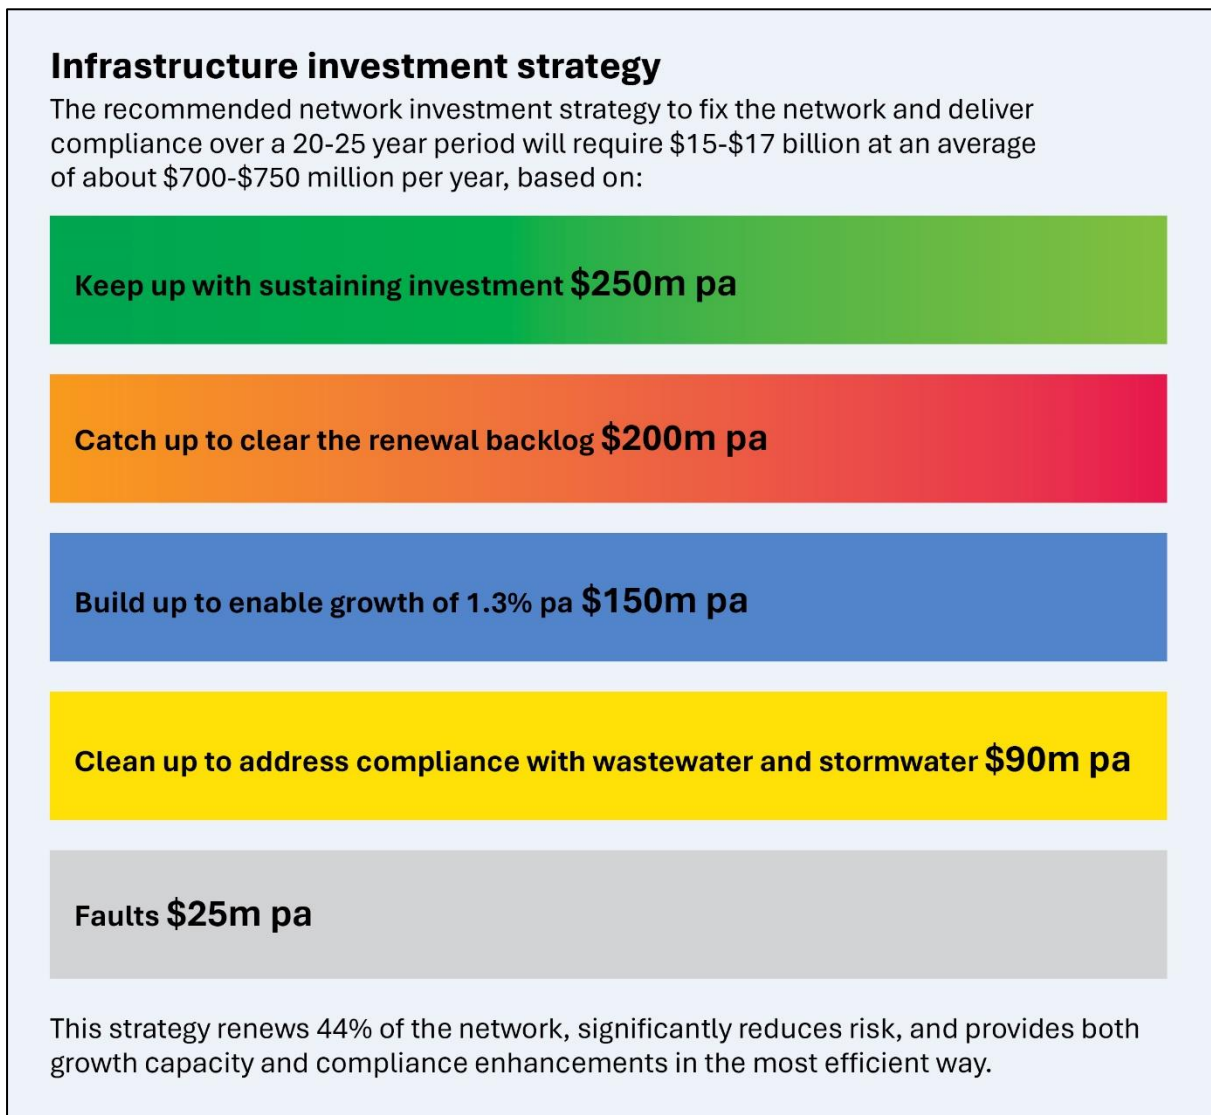 Infrastructure investment strategy
The recommended network investment strategy to fix the network and deliver
compliance over a 20-25 year period will require $15-$17 billion at an average
of about $700-$750 million per year, based on:
Keep up with sustaining investment $250m pa
Catch up to clear the renewal backlog $200m pa
Build up to enable growth of 1.3% pa $150m pa
Clean up to address compliance with wastewater and stormwater $90m pa
Faults $25m pa
This strategy renews 44% of the network, significantly reduces risk, and provides both
growth capacity and compliance enhancements in the most efficient way.